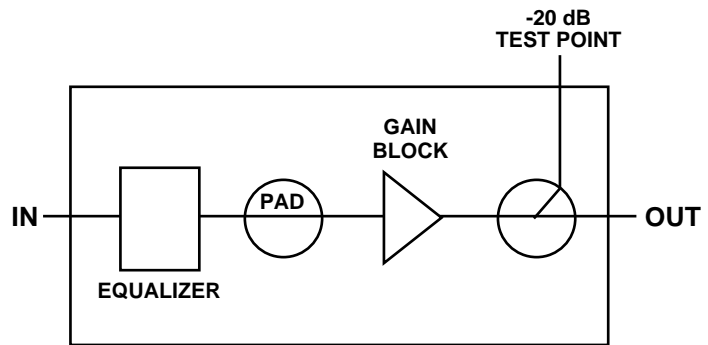 -20 dB
TEST POINT
GAIN
BLOCK
PAD
IN
OUT
EQUALIZER